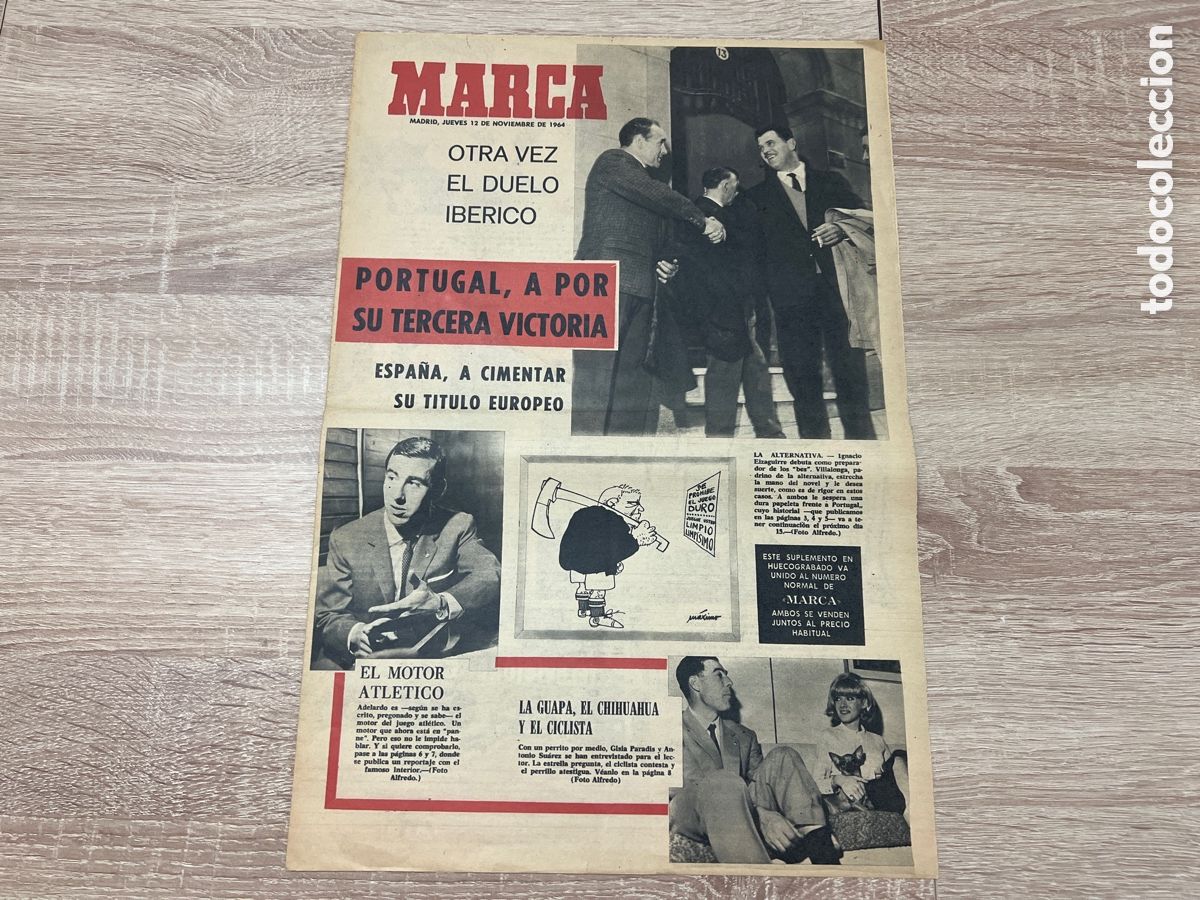 MARCA
MADRID, JUEVES 12 DE NOVIEMBRE DE 1964
13
OTRA VEZ
EL DUELO
IBERICO
PORTUGAL, A POR
SU TERCERA VICTORIA
ESPAÑA, A CIMENTAR
SU TITULO EUROPEO
LA ALTERNATIVA. — Ignacio
Eizaguirre debuta como prepara-
dor de los "bes". Villalonga, pa-
drino de la alternativa, estrecha
la mano del novel y le desea
suerte, como es de rigor en estos
casos. A ambos le sespera una
dura papeleta frente a Portugal,
cuyo historial —que publicamos
en las páginas 3, 4 y 5— va a te-
ner continuación el próximo día
15.—(Foto Alfredo.)
SE
PROHIBE
EL JUEGO
DURO
JUEGUE USTED
LIMPIO
LIMPISIMO
máximo
ESTE SUPLEMENTO EN
HUECOGRABADO VA
UNIDO AL NUMERO
NORMAL DE
«MARCA»
AMBOS SE VENDEN
JUNTOS AL PRECIO
HABITUAL
EL MOTOR
ATLETICO
Adelardo es —según se ha es-
crito, pregonado y se sabe— el
motor del juego atlético. Un
motor que ahora está en "pan-
ne". Pero eso no le impide ha-
blar. Y si quiere comprobarlo,
pase a las páginas 6 y 7, donde
se publica un reportaje con el
famoso interior.—(Foto
Alfredo.)
LA GUAPA, EL CHIHUAHUA
Y EL CICLISTA
Con un perrito por medio, Gisia Paradis y An-
tonio Suárez se han entrevistado para el lec-
tor. La estrella pregunta, el ciclista contesta y
el perrillo atestigua. Véanlo en la página 8
(Foto Alfredo)
todocoleccion